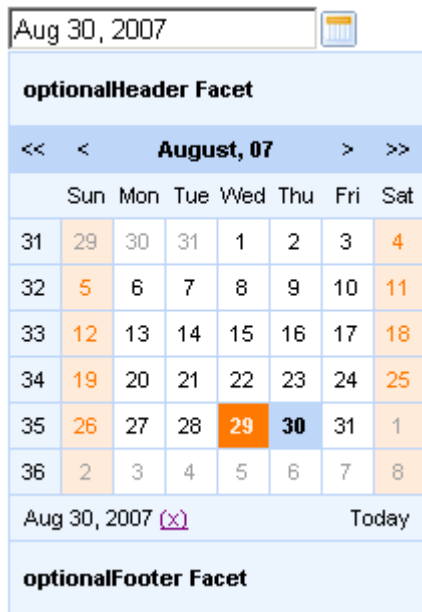 Aug 30, 2007
optionalHeader Facet
<< < August, 07 > >>
Sun Mon Tue Wed Thu Fri Sat
31 29 30 31 1 2 3 4
32 5 6 7 8 9 10 11
33 12 13 14 15 16 17 18
34 19 20 21 22 23 24 25
35 26 27 28 29 30 31 1
36 2 3 4 5 6 7 8
Aug 30, 2007 (x) Today
optionalFooter Facet